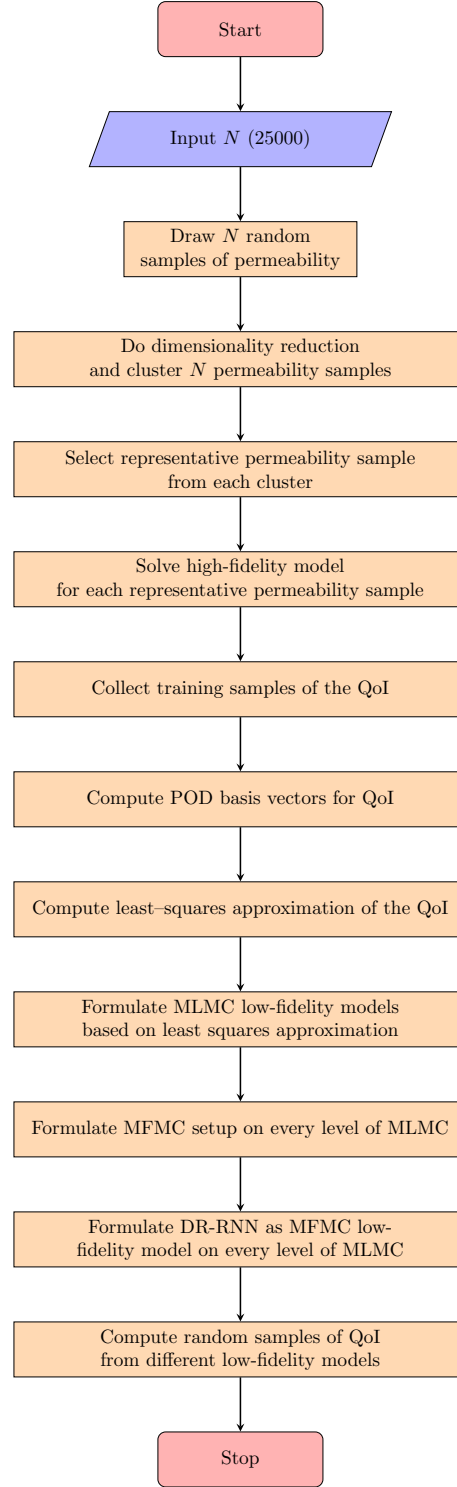 Start
Input N (25000)
Draw N random
samples of permeability
Do dimensionality reduction
and cluster N permeability samples
Select representative permeability sample
from each cluster
Solve high-fidelity model
for each representative permeability sample
Collect training samples of the QoI
Compute POD basis vectors for QoI
Compute least–squares approximation of the QoI
Formulate MLMC low-fidelity models
based on least squares approximation
Formulate MFMC setup on every level of MLMC
Formulate DR-RNN as MFMC low-
fidelity model on every level of MLMC
Compute random samples of QoI
from different low-fidelity models
Stop